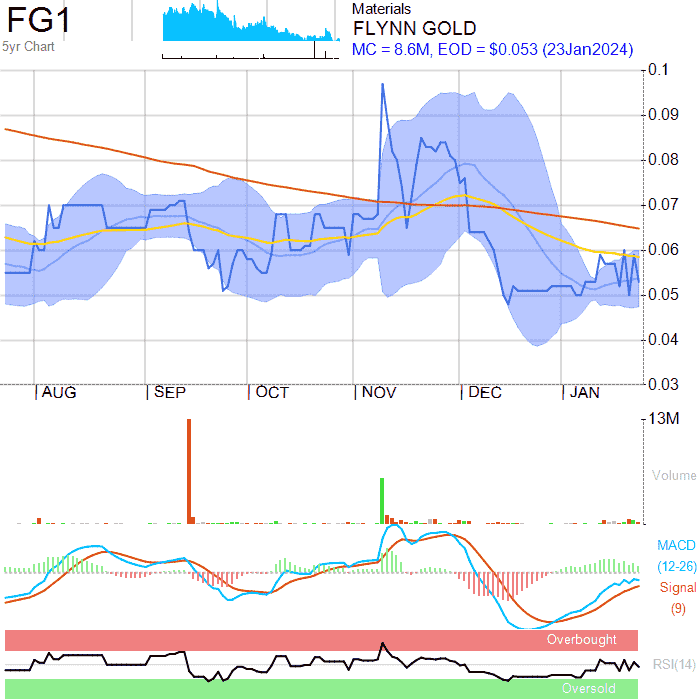 FG1
5yr Chart
Materials
FLYNN GOLD
MC = 8.6M, EOD = $0.053 (23Jan2024)
0.1
0.09
0.08
0.07
0.06
0.05
0.04
0.03
AUG SEP OCT NOV DEC JAN
13M
Volume
MACD
(12-26)
Signal
(9)
Overbought
RSI(14)
Oversold